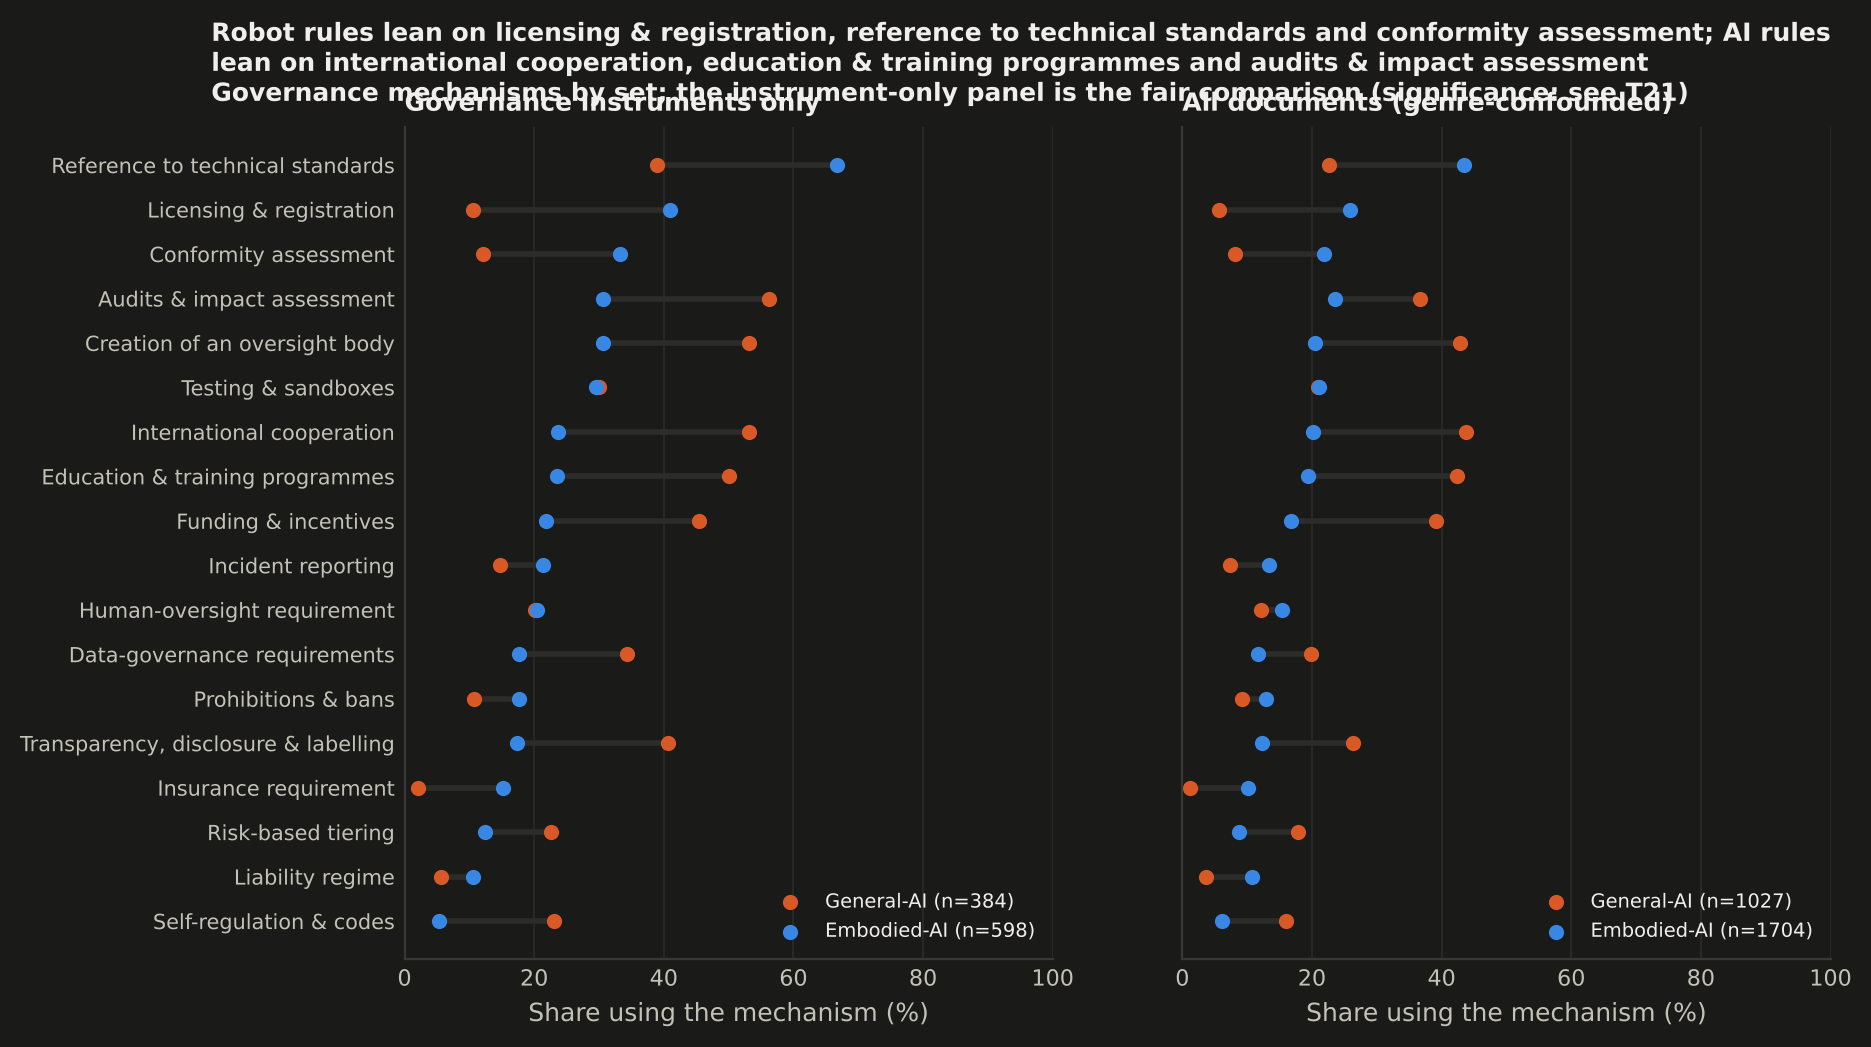 Robot rules lean on licensing & registration, reference to technical standards and conformity assessment; AI rules
lean on international cooperation, education & training programmes and audits & impact assessment
Governance mechanisms by set; the instrument-only panel is the fair comparison (significance: see T21)
Governance instruments only
All documents (genre-confounded)
Reference to technical standards
Licensing & registration
Conformity assessment
Audits & impact assessment
Creation of an oversight body
Testing & sandboxes
International cooperation
Education & training programmes
Funding & incentives
Incident reporting
Human-oversight requirement
Data-governance requirements
Prohibitions & bans
Transparency, disclosure & labelling
Insurance requirement
Risk-based tiering
Liability regime
Self-regulation & codes
General-AI (n=384)
Embodied-AI (n=598)
0 20 40 60 80 100
Share using the mechanism (%)
General-AI (n=1027)
Embodied-AI (n=1704)
0 20 40 60 80 100
Share using the mechanism (%)